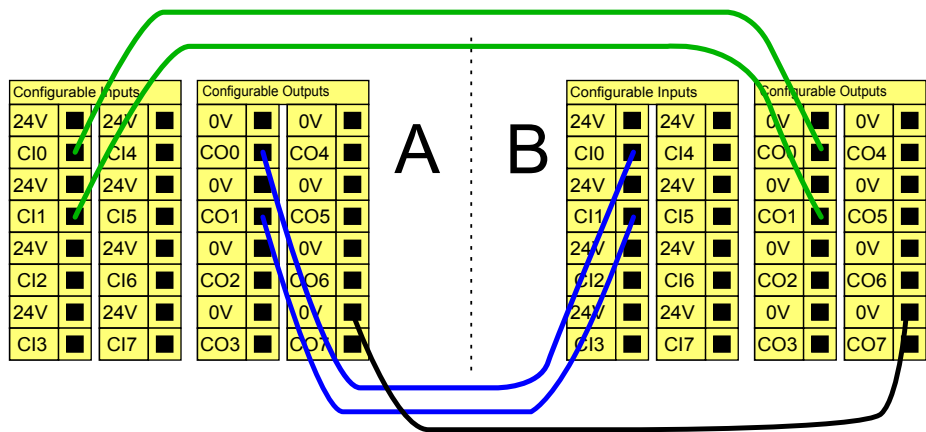 Configurable Inputs Configurable Outputs Configurable Inputs Configurable Outputs
24V 24V 0V 0V A B 24V 24V 0V 0V
CI0 CI4 CO0 CO4 CI0 CI4 CO0 CO4
24V 24V 0V 0V 24V 24V 0V 0V
CI1 CI5 CO1 CO5 CI1 CI5 CO1 CO5
24V 24V 0V 0V 24V 24V 0V 0V
CI2 CI6 CO2 CO6 CI2 CI6 CO2 CO6
24V 24V 0V 0V 24V 24V 0V 0V
CI3 CI7 CO3 CO7 CI3 CI7 CO3 CO7